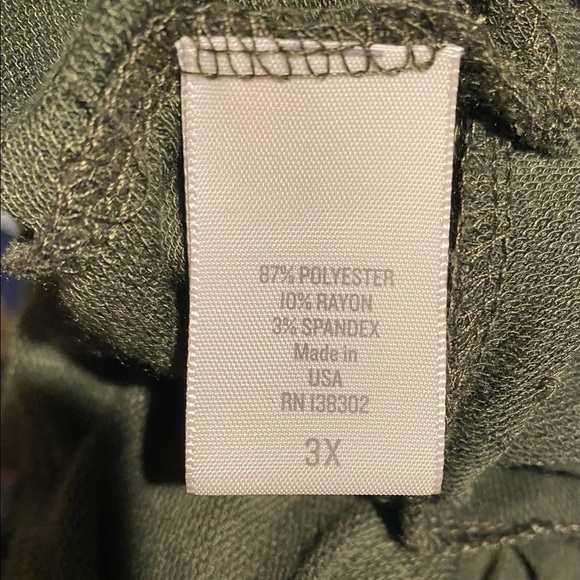 87% POLYESTER
10% RAYON
3% SPANDEX
Made in
USA
RN 138302
3X